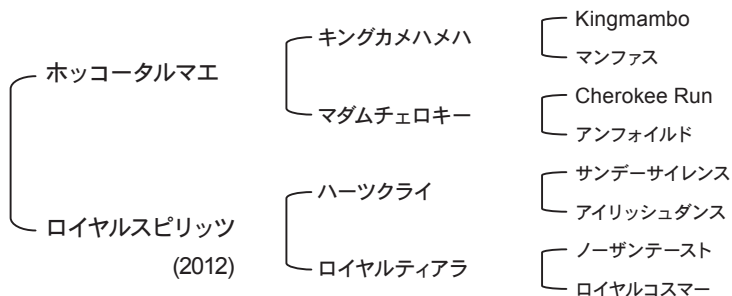 ホッコータルマエ
キングカメハメハ
Kingmambo
マンファス
マダムチェロキー
Cherokee Run
アンフォイルド
ロイヤルスピリッツ
(2012)
ハーツクライ
サンデーサイレンス
アイリッシュダンス
ロイヤルティアラ
ノーザンテースト
ロイヤルコスマー